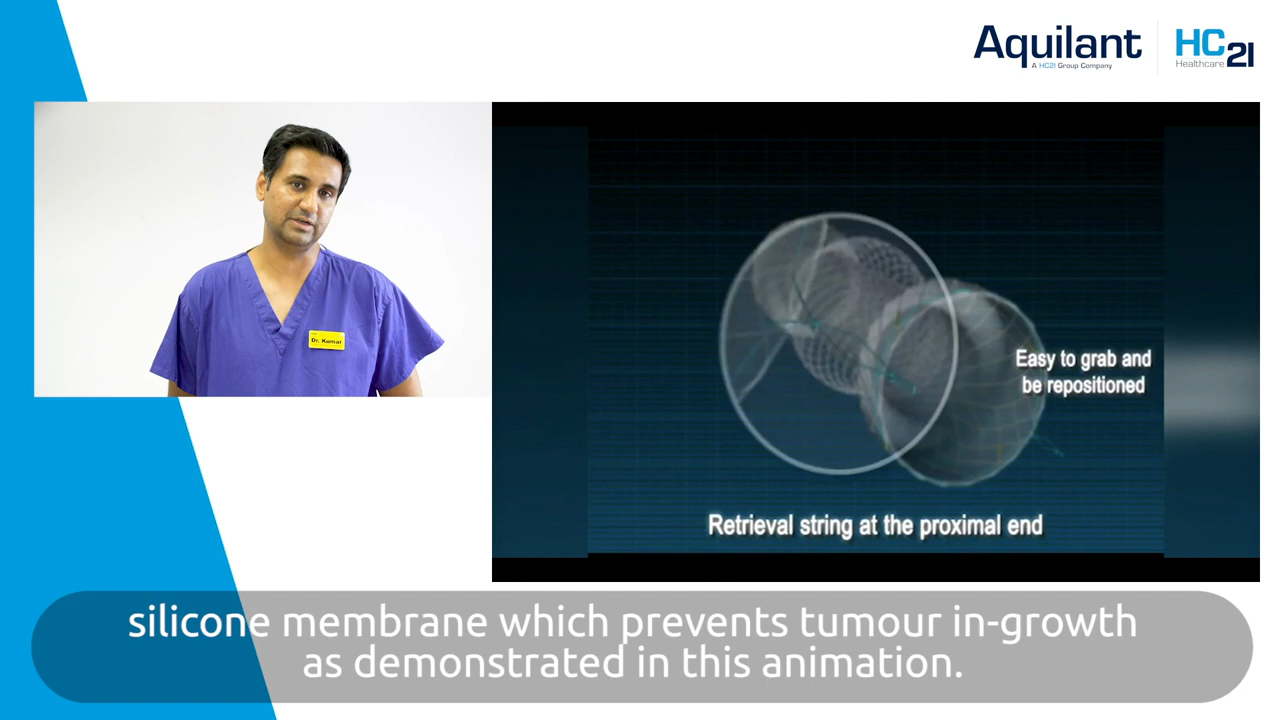 Aquilant
A HC21 Group Company
HC21
Healthcare
Dr. Kumar
Easy to grab and
be repositioned
Retrieval string at the proximal end
silicone membrane which prevents tumour in-growth
as demonstrated in this animation.